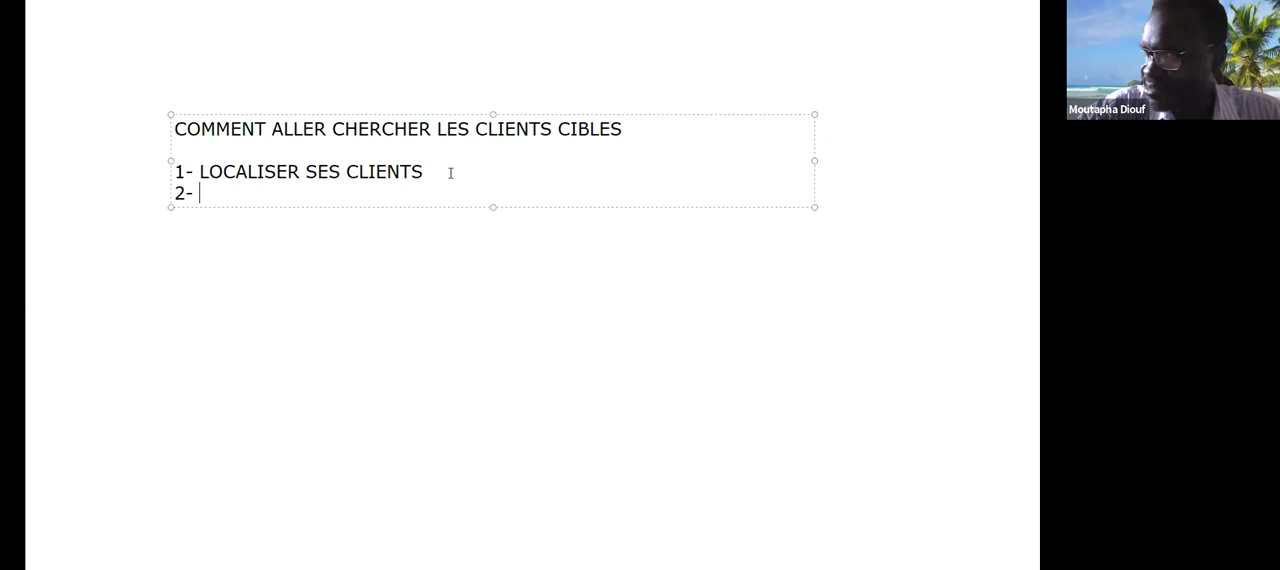 COMMENT ALLER CHERCHER LES CLIENTS CIBLES
1- LOCALISER SES CLIENTS
2-
Moutapha Diouf